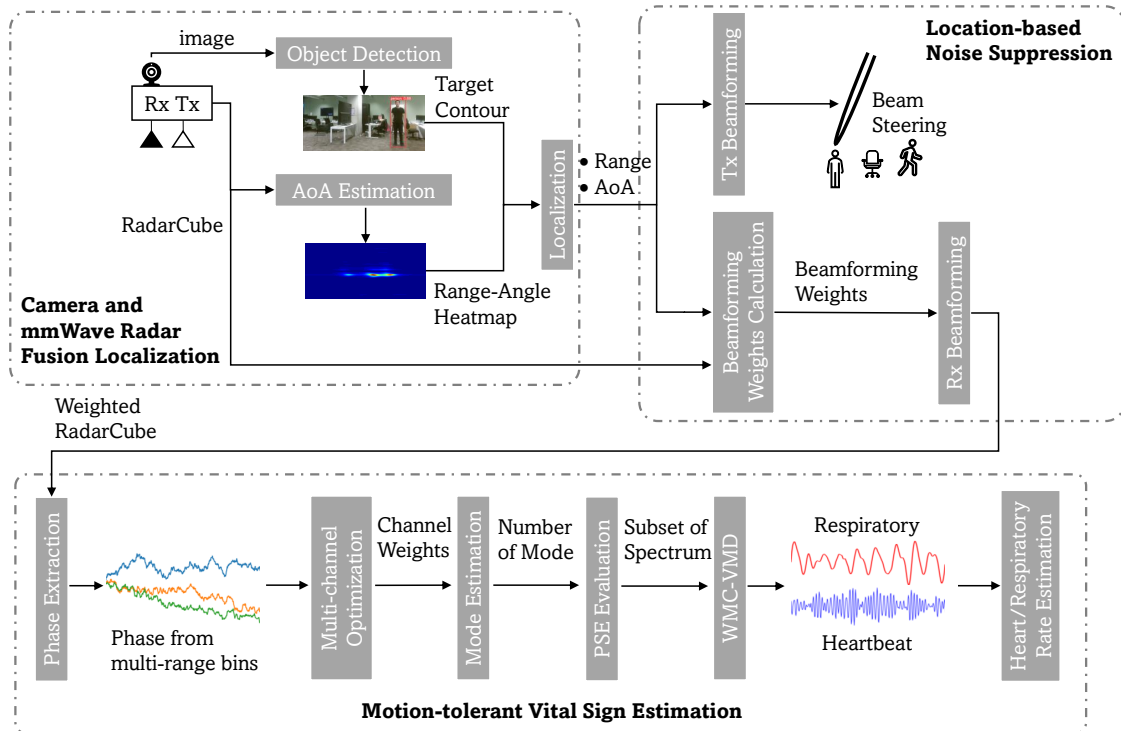 image
Object Detection
Rx Tx
Target
Contour
AoA Estimation
RadarCube
Range-Angle
Heatmap
Localization
Camera and
mmWave Radar
Fusion Localization
Location-based
Noise Suppression
• Range
• AoA
Tx Beamforming
Beam
Steering
Beamforming
Weights Calculation
Beamforming
Weights
Rx Beamforming
Weighted
RadarCube
Phase Extraction
Phase from
multi-range bins
Multi-channel
Optimization
Channel
Weights
Mode Estimation
Number
of Mode
PSE Evaluation
Subset of
Spectrum
WMC-VMD
Respiratory
Heartbeat
Heart/Respiratory
Rate Estimation
Motion-tolerant Vital Sign Estimation